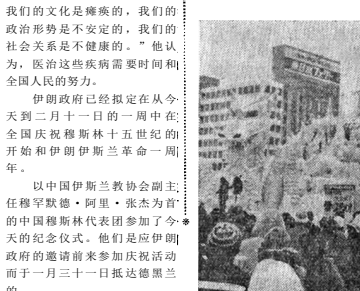 我们的文化是瘫痪的，我们的
政治形势是不安定的，我们的
社会关系是不健康的。”他认
为，医治这些疾病需要时间和
全国人民的努力。
伊朗政府已经拟定在从今
天到二月十一日的一周中在
全国庆祝穆斯林十五世纪的
开始和伊朗伊斯兰革命一周
年。
以中国伊斯兰教协会副主
任穆罕默德·阿里·张杰为首
的中国穆斯林代表团参加了今
天的纪念仪式。他们是应伊朗
政府的邀请前来参加庆祝活动
而于一月三十一日抵达德黑兰
的